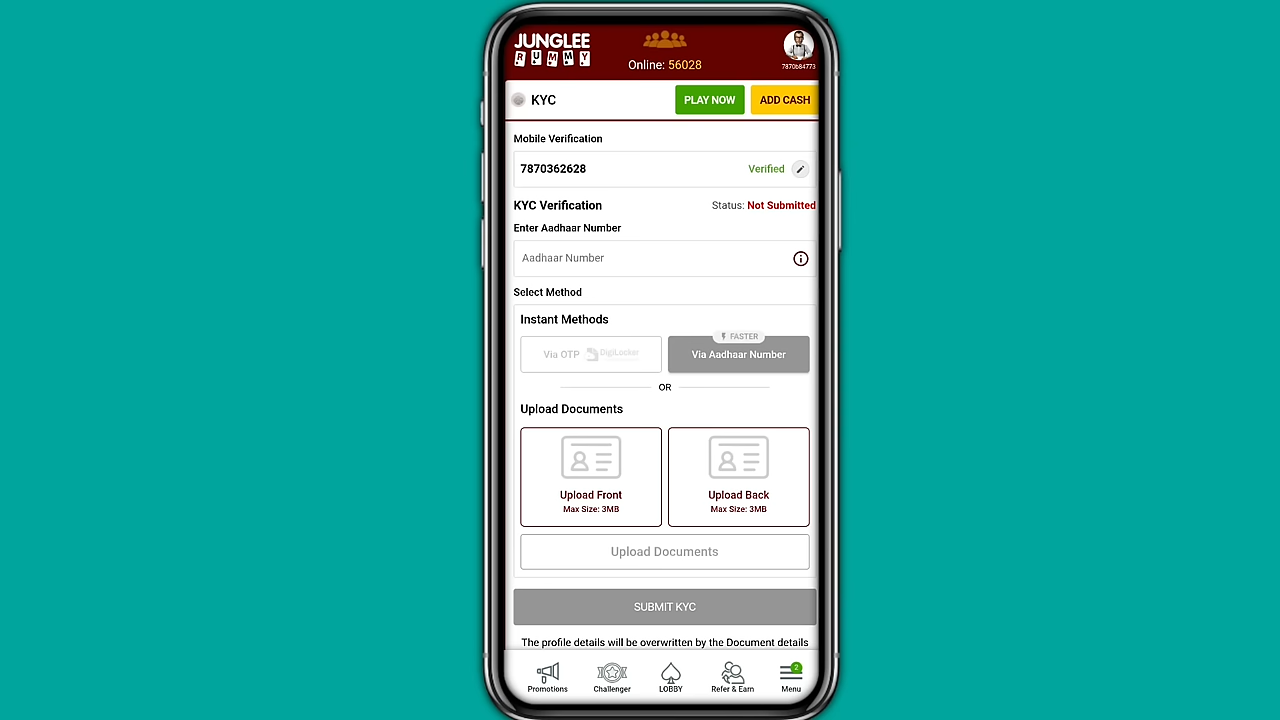 JUNGLEE
RUMMY
Online: 56028
7870b84773
KYC
PLAY NOW
ADD CASH
Mobile Verification
7870362628
Verified
KYC Verification
Status: Not Submitted
Enter Aadhaar Number
Aadhaar Number
Select Method
Instant Methods
FASTER
Via OTP DigiLocker
Via Aadhaar Number
OR
Upload Documents
Upload Front
Max Size: 3MB
Upload Back
Max Size: 3MB
Upload Documents
SUBMIT KYC
The profile details will be overwritten by the Document details
2
Promotions
Challenger
LOBBY
Refer & Earn
Menu